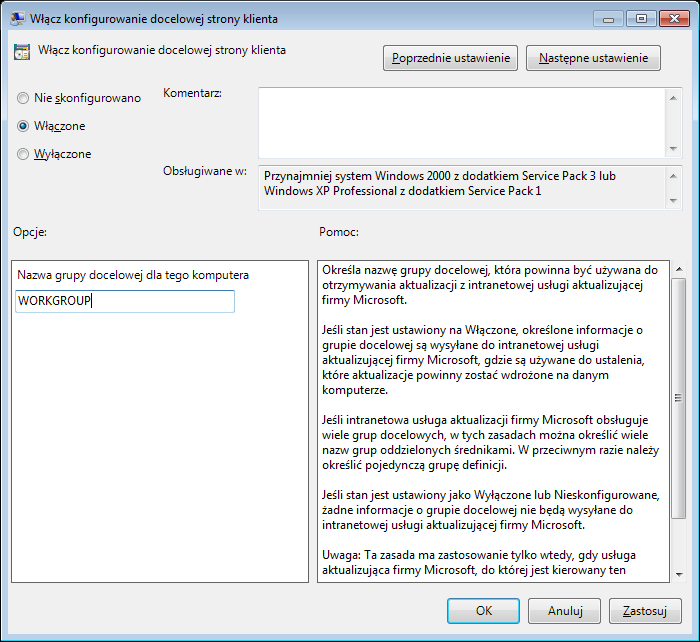 Włącz konfigurowanie docelowej strony klienta
Włącz konfigurowanie docelowej strony klienta
Poprzednie ustawienie
Następne ustawienie
Nie skonfigurowano
Włączone
Wyłączone
Komentarz:
Obsługiwane w:
Przynajmniej system Windows 2000 z dodatkiem Service Pack 3 lub
Windows XP Professional z dodatkiem Service Pack 1
Opcje:
Pomoc:
Nazwa grupy docelowej dla tego komputera
WORKGROUP
Określa nazwę grupy docelowej, która powinna być używana do
otrzymywania aktualizacji z intranetowej usługi aktualizującej
firmy Microsoft.
Jeśli stan jest ustawiony na Włączone, określone informacje o
grupie docelowej są wysyłane do intranetowej usługi
aktualizującej firmy Microsoft, gdzie są używane do ustalenia,
które aktualizacje powinny zostać wdrożone na danym
komputerze.
Jeśli intranetowa usługa aktualizacji firmy Microsoft obsługuje
wiele grup docelowych, w tych zasadach można określić wiele
nazw grup oddzielonych średnikami. W przeciwnym razie należy
określić pojedynczą grupę definicji.
Jeśli stan jest ustawiony jako Wyłączone lub Nieskonfigurowane,
żadne informacje o grupie docelowej nie będą wysyłane do
intranetowej usługi aktualizującej firmy Microsoft.
Uwaga: Ta zasada ma zastosowanie tylko wtedy, gdy usługa
aktualizująca firmy Microsoft, do której jest kierowany ten
OK
Anuluj
Zastosuj